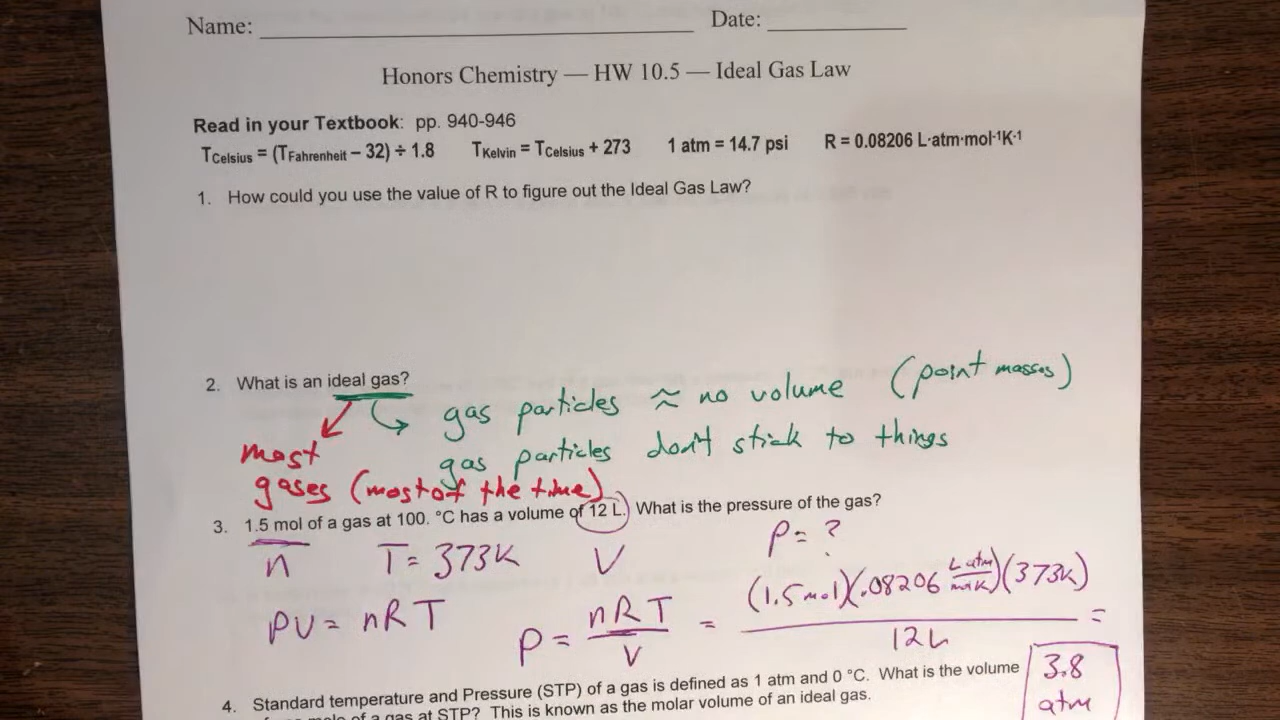 Name: Date:
Honors Chemistry — HW 10.5 — Ideal Gas Law
Read in your Textbook: pp. 940-946
TCelsius = (TFahrenheit – 32) ÷ 1.8 TKelvin = TCelsius + 273 1 atm = 14.7 psi R = 0.08206 L·atm·mol⁻¹K⁻¹
1. How could you use the value of R to figure out the Ideal Gas Law?
2. What is an ideal gas?
gas particles ≈ no volume (point masses)
gas particles don't stick to things
most
gases (most of the time)
3. 1.5 mol of a gas at 100. °C has a volume of 12 L. What is the pressure of the gas?
n T = 373K V P = ?
PV = nRT P = nRT / V = (1.5 mol)(.08206 L atm / mol K)(373K) / 12 L =
3.8
atm
4. Standard temperature and Pressure (STP) of a gas is defined as 1 atm and 0 °C. What is the volume
mole of a gas at STP? This is known as the molar volume of an ideal gas.